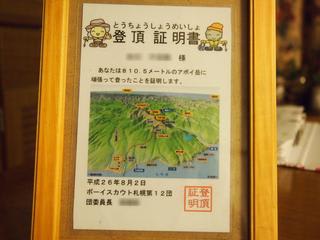 とうちょうしょうめいしょ
登頂証明書
様
あなたは８１０．５メートルのアポイ岳に
頑張って登ったことを証明します。
平成２６年８月２日
ボーイスカウト札幌第１２団
団委員長
登頂
証明